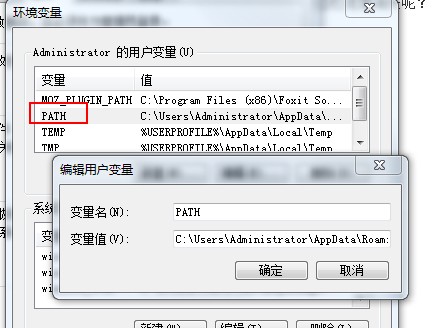 呢?
环境变量
Administrator 的用户变量(U)
变量 值
MOZ_PLUGIN_PATH C:\Program Files (x86)\Foxit So...
PATH C:\Users\Administrator\AppData\...
TEMP %USERPROFILE%\AppData\Local\Temp
TMP %USERPROFILE%\AppData\Local\Temp
编辑用户变量
变量名(N): PATH
变量值(V): C:\Users\Administrator\AppData\Roam:
确定 取消
系统
变
wi
wi
wi
新建(W)... 编辑(I)... 删除(L)